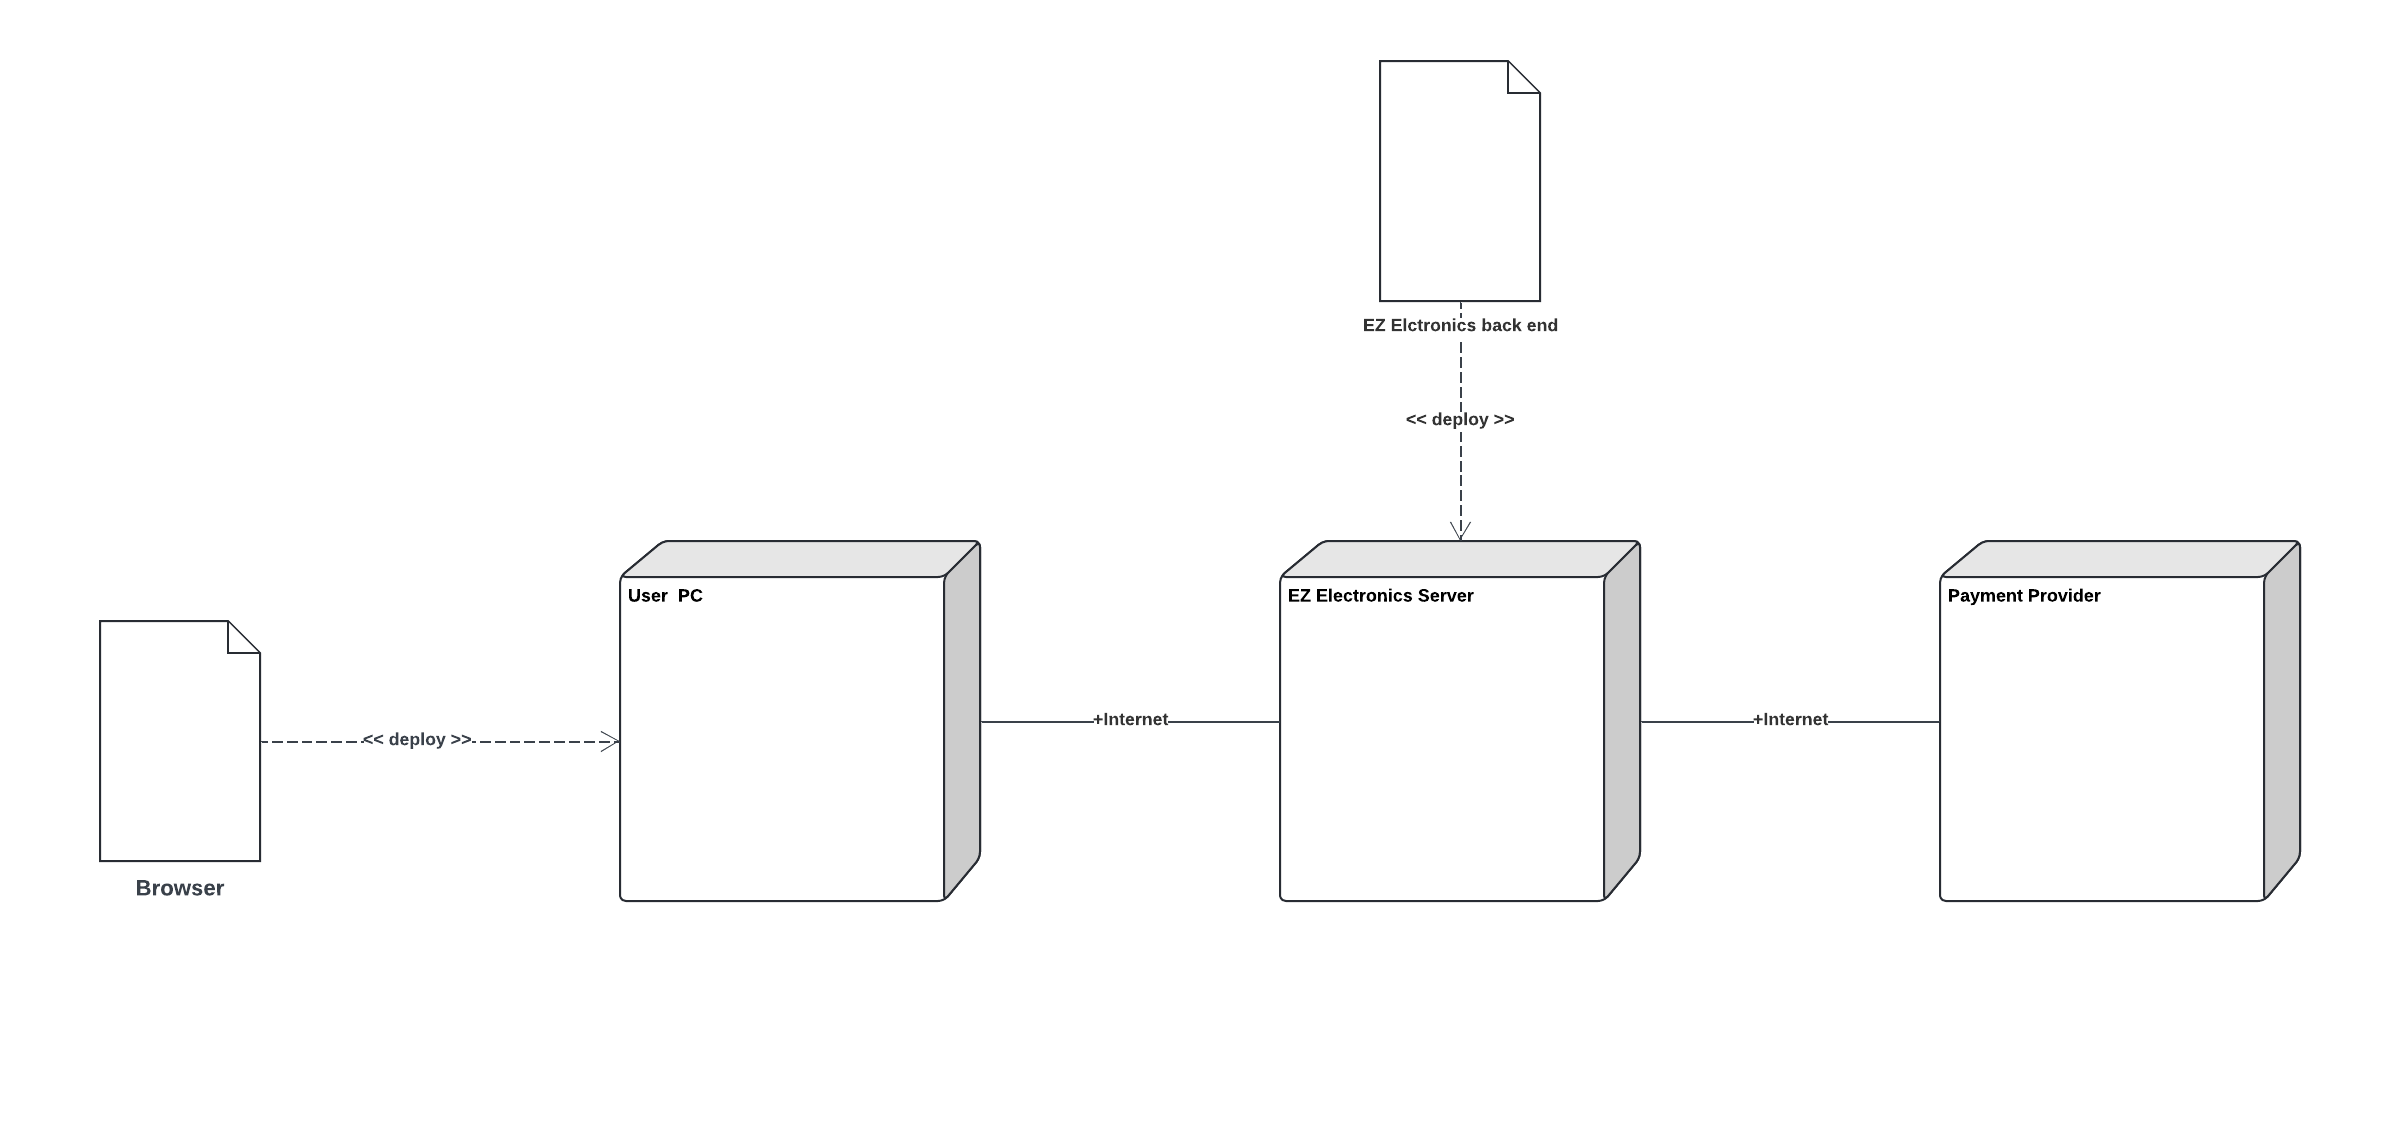 EZ Elctronics back end
<< deploy >>
User  PC
EZ Electronics Server
Payment Provider
<< deploy >>
+Internet
+Internet
Browser